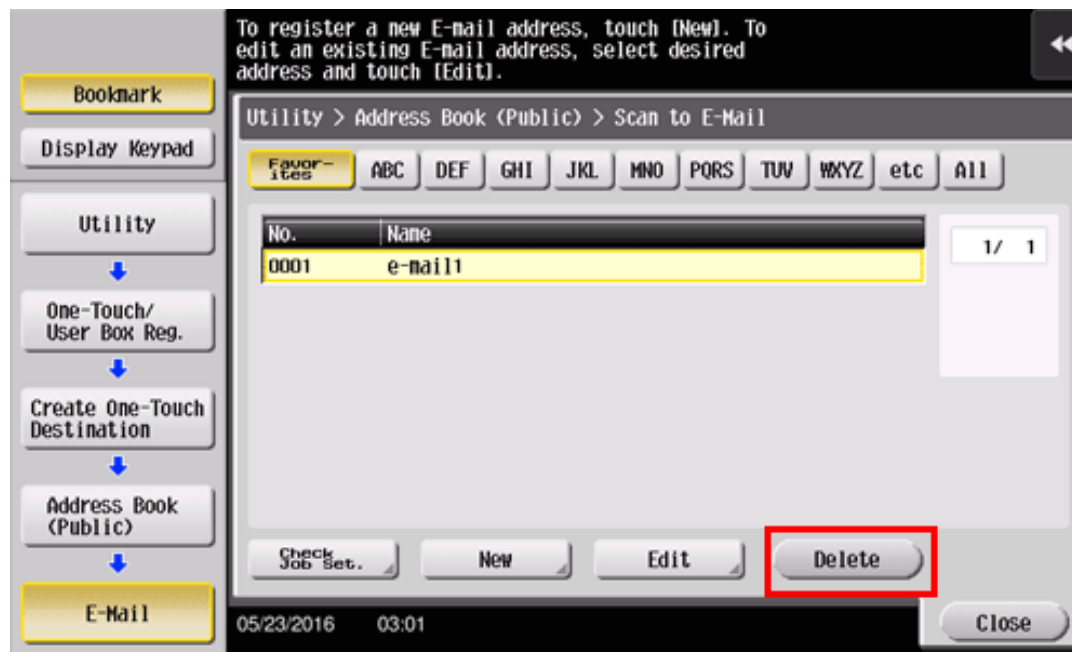 To register a new E-mail address, touch [New]. To
edit an existing E-mail address, select desired
address and touch [Edit].
Bookmark
Display Keypad
Utility
One-Touch/
User Box Reg.
Create One-Touch
Destination
Address Book
(Public)
E-Mail
Utility > Address Book (Public) > Scan to E-Mail
Favor-
ites
ABC DEF GHI JKL MNO PQRS TUV WXYZ etc All
No. Name
0001 e-mail1
1/ 1
Check
Job Set.
New Edit Delete
05/23/2016 03:01
Close